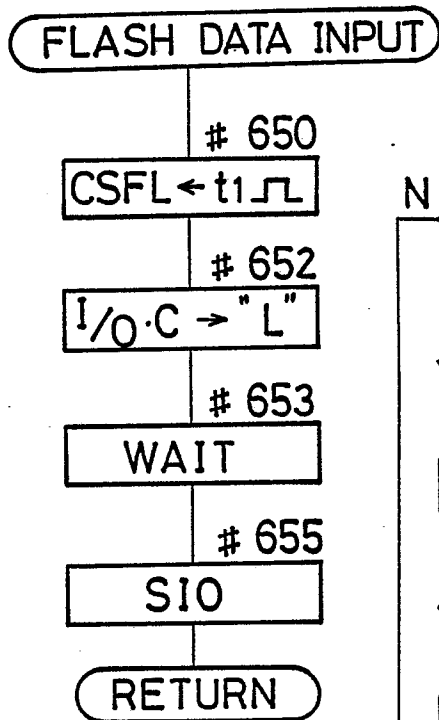 FLASH DATA INPUT
# 650
CSFL ← t1 ⎍
N
# 652
I/O·C → "L"
# 653
WAIT
# 655
SIO
RETURN